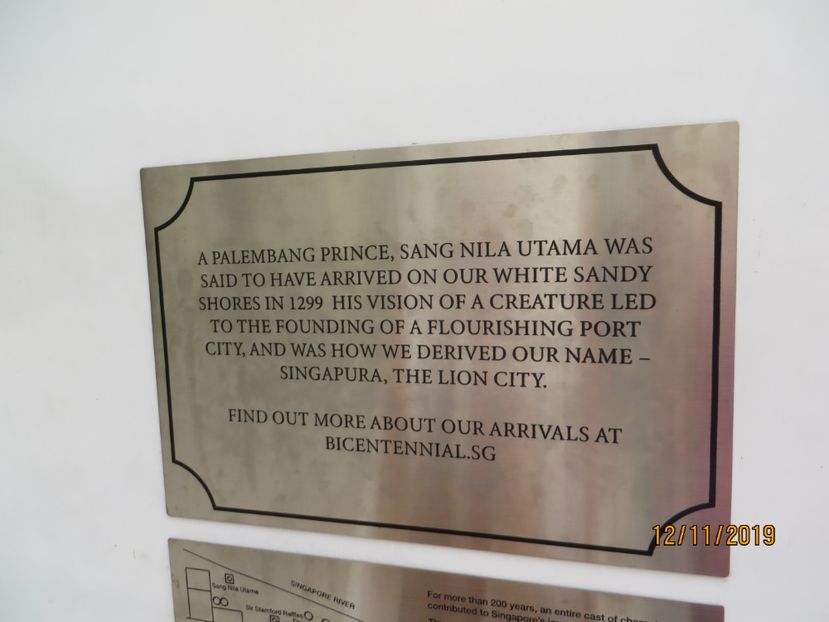 A PALEMBANG PRINCE, SANG NILA UTAMA WAS
SAID TO HAVE ARRIVED ON OUR WHITE SANDY
SHORES IN 1299 HIS VISION OF A CREATURE LED
TO THE FOUNDING OF A FLOURISHING PORT
CITY, AND WAS HOW WE DERIVED OUR NAME –
SINGAPURA, THE LION CITY.
FIND OUT MORE ABOUT OUR ARRIVALS AT
BICENTENNIAL.SG
12/11/2019
SINGAPORE RIVER
Sang Nila Utama
Sir Stamford Raffles
For more than 200 years, an entire cast of
contributed to Singapore's